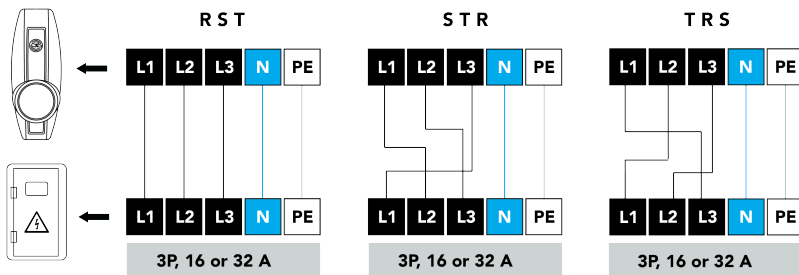 R S T S T R T R S
L1 L2 L3 N PE L1 L2 L3 N PE L1 L2 L3 N PE
L1 L2 L3 N PE L1 L2 L3 N PE L1 L2 L3 N PE
3P, 16 or 32 A 3P, 16 or 32 A 3P, 16 or 32 A